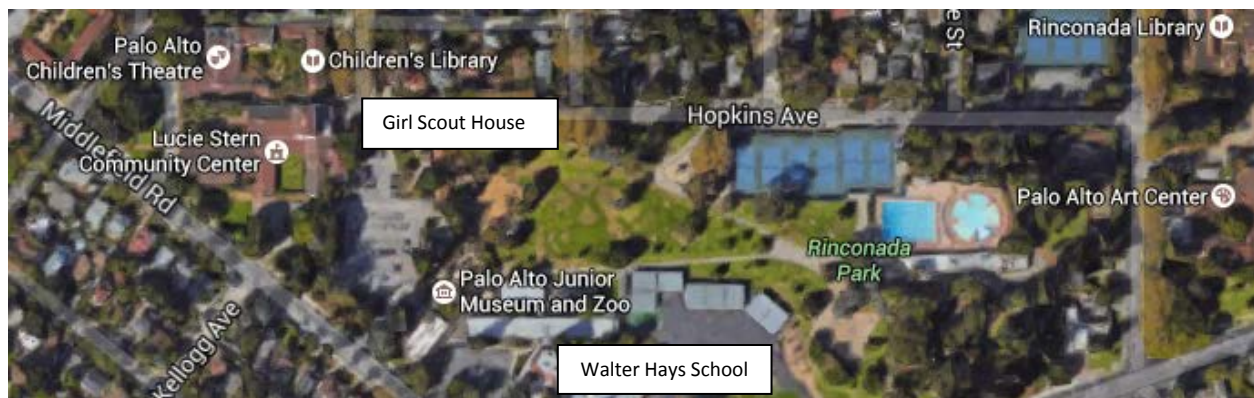 Palo Alto
Children's Theatre
Children's Library
e St
Rinconada Library
Girl Scout House
Hopkins Ave
Middlefield Rd
Lucie Stern
Community Center
Palo Alto Art Center
Rinconada
Park
Palo Alto Junior
Museum and Zoo
Kellogg Ave
Walter Hays School